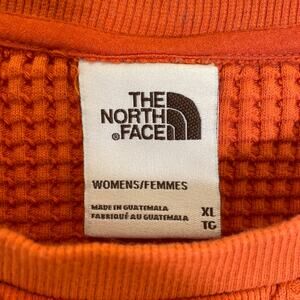 THE
NORTH
FACE
WOMENS/FEMMES
MADE IN GUATEMALA
FABRIQUÉ AU GUATEMALA
XL
TG